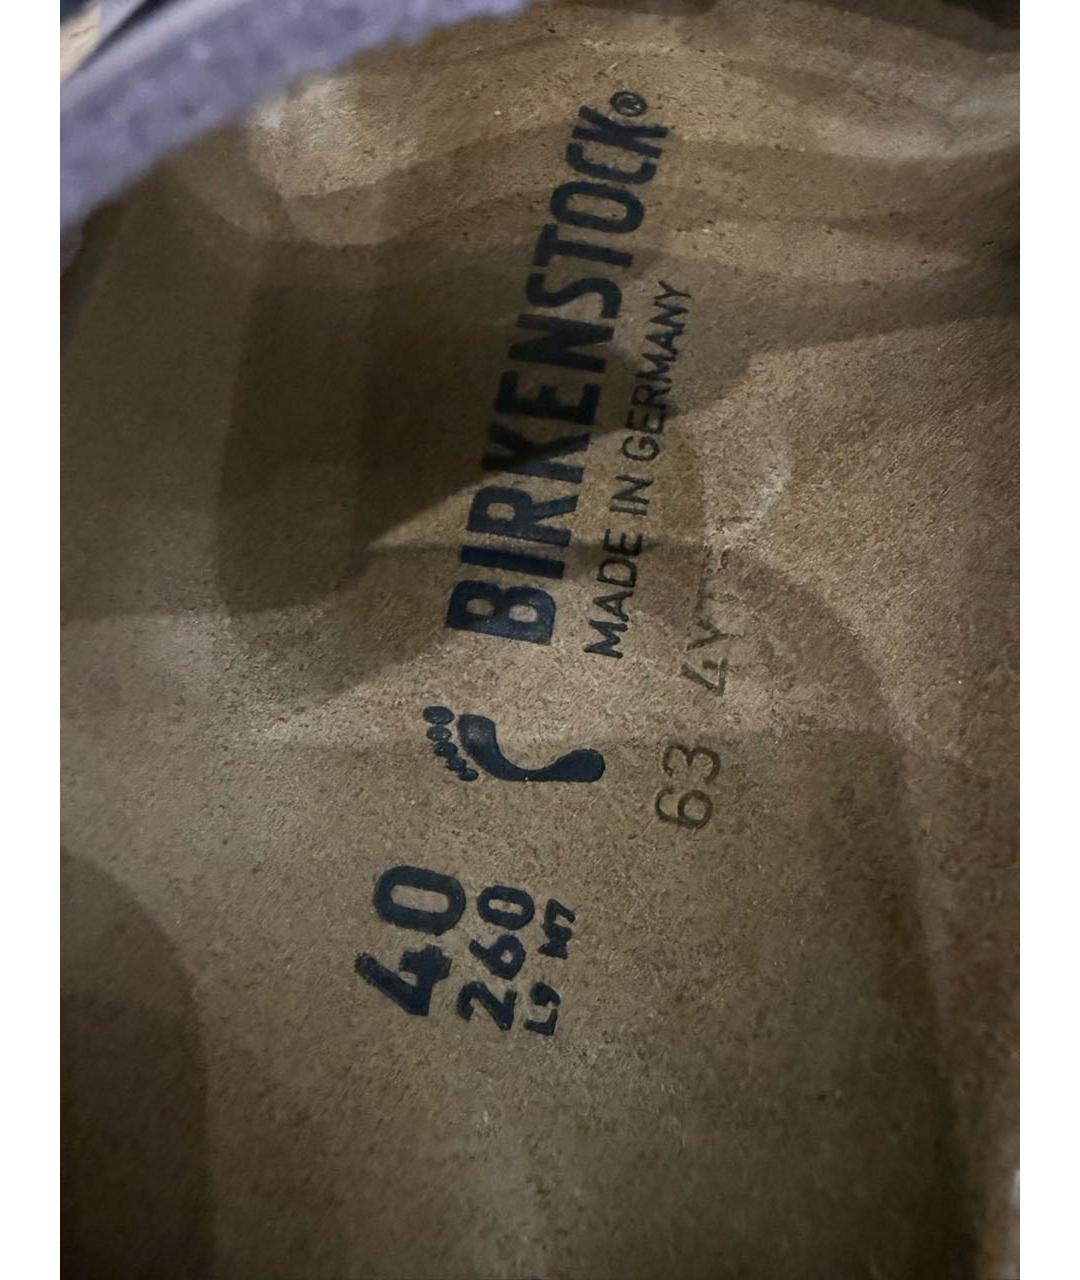 BIRKENSTOCK®
MADE IN GERMANY
63
40
260
L9 M7